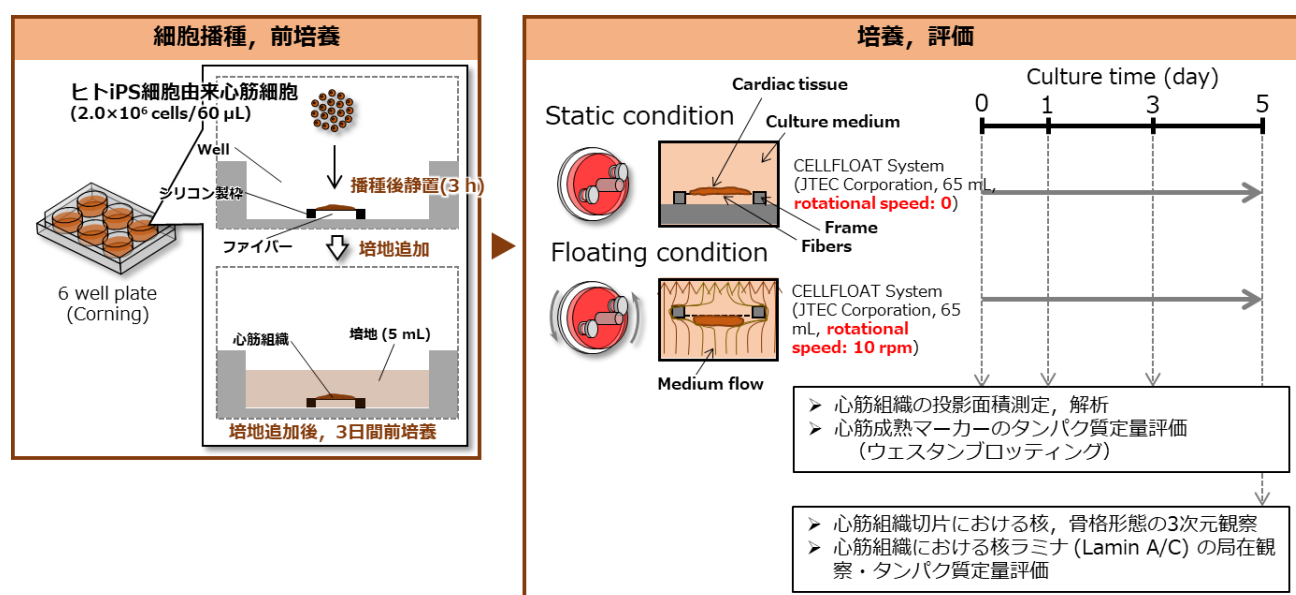 細胞播種，前培養
ヒトiPS細胞由来心筋細胞
(2.0×10⁶ cells/60 µL)
Well
播種後静置(3 h)
シリコン製枠
ファイバー
培地追加
6 well plate
(Corning)
心筋組織
培地 (5 mL)
培地追加後，3日間前培養
培養，評価
Culture time (day)
0 1 3 5
Static condition
Cardiac tissue
Culture medium
CELLFLOAT System
(JTEC Corporation, 65 mL,
rotational speed: 0)
Frame
Fibers
Floating condition
CELLFLOAT System
(JTEC Corporation, 65
mL, rotational
speed: 10 rpm)
Medium flow
➢ 心筋組織の投影面積測定，解析
➢ 心筋成熟マーカーのタンパク質定量評価
（ウェスタンブロッティング）
➢ 心筋組織切片における核，骨格形態の3次元観察
➢ 心筋組織における核ラミナ (Lamin A/C) の局在観
察・タンパク質定量評価